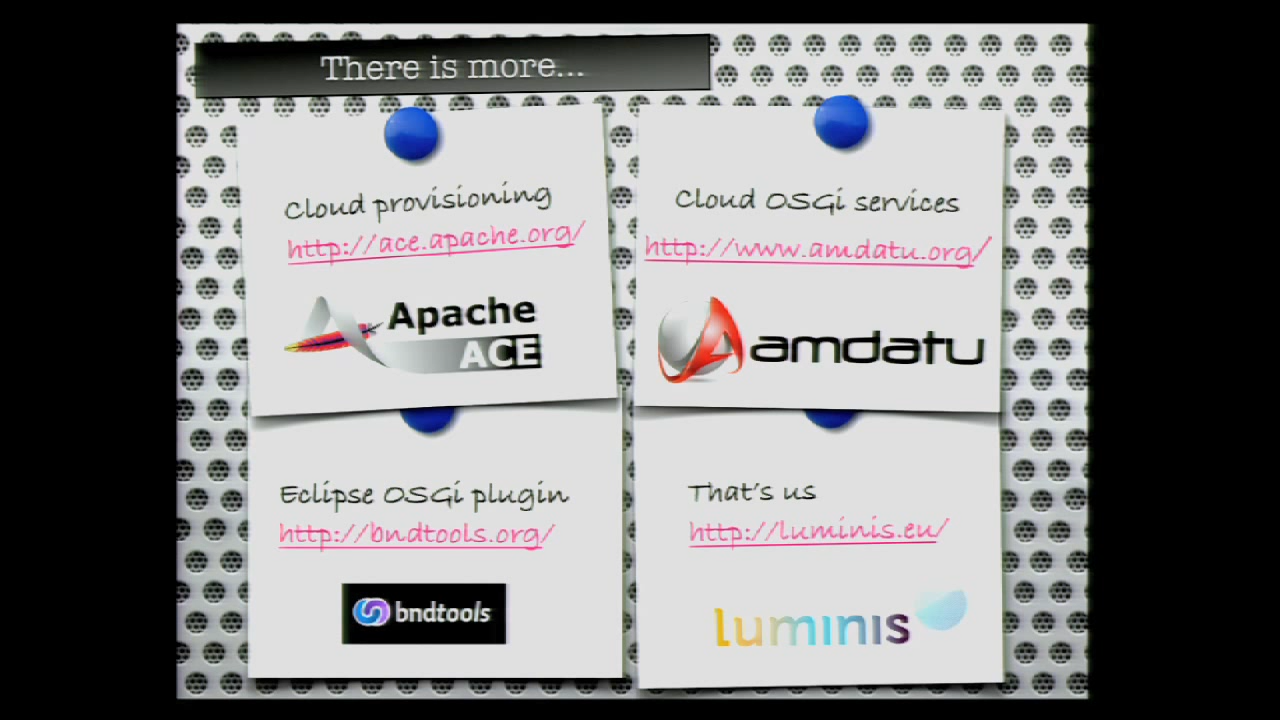 There is more...
Cloud provisioning
http://ace.apache.org/
Apache
ACE
Cloud OSGi services
http://www.amdatu.org/
amdatu
Eclipse OSGi plugin
http://bndtools.org/
bndtools
That's us
http://luminis.eu/
luminis